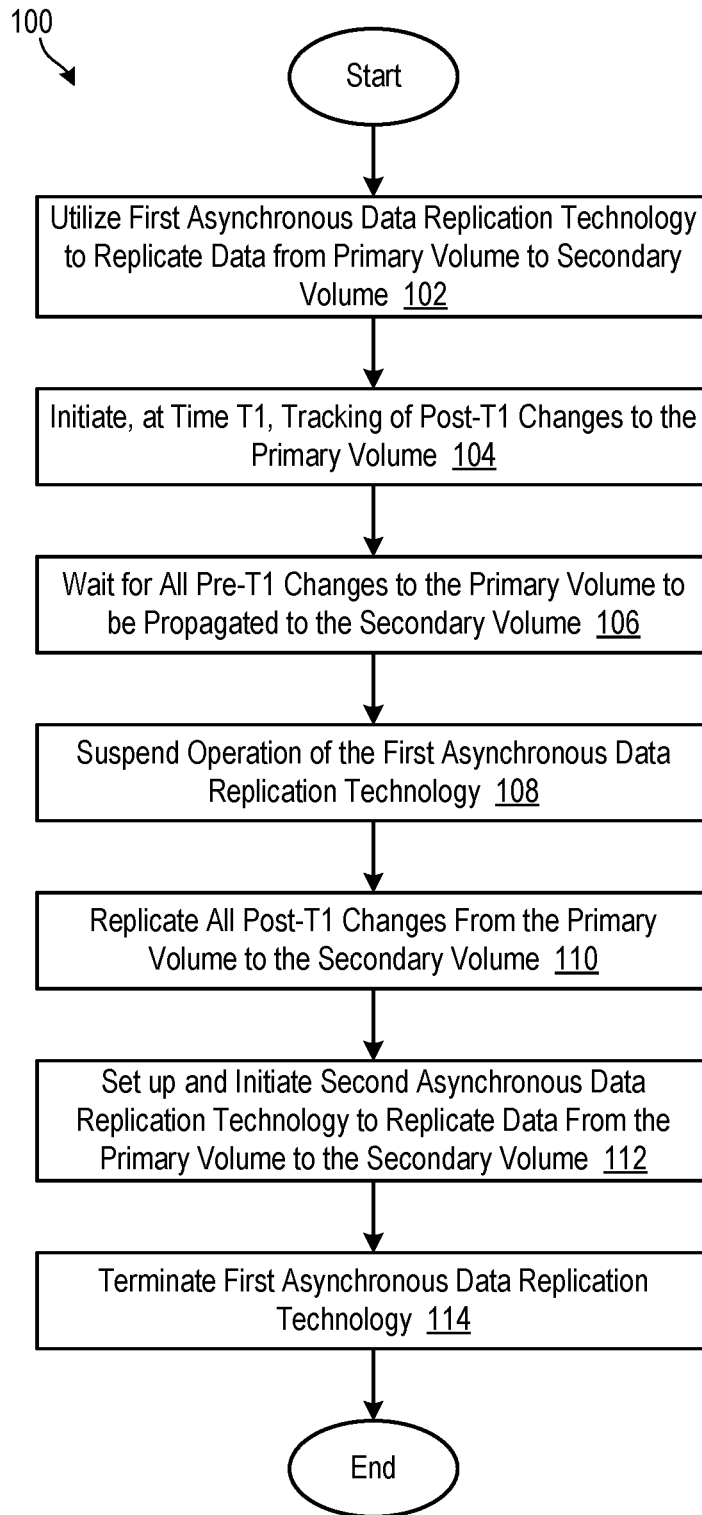 100
Start
Utilize First Asynchronous Data Replication Technology
to Replicate Data from Primary Volume to Secondary
Volume 102
Initiate, at Time T1, Tracking of Post-T1 Changes to the
Primary Volume 104
Wait for All Pre-T1 Changes to the Primary Volume to
be Propagated to the Secondary Volume 106
Suspend Operation of the First Asynchronous Data
Replication Technology 108
Replicate All Post-T1 Changes From the Primary
Volume to the Secondary Volume 110
Set up and Initiate Second Asynchronous Data
Replication Technology to Replicate Data From the
Primary Volume to the Secondary Volume 112
Terminate First Asynchronous Data Replication
Technology 114
End